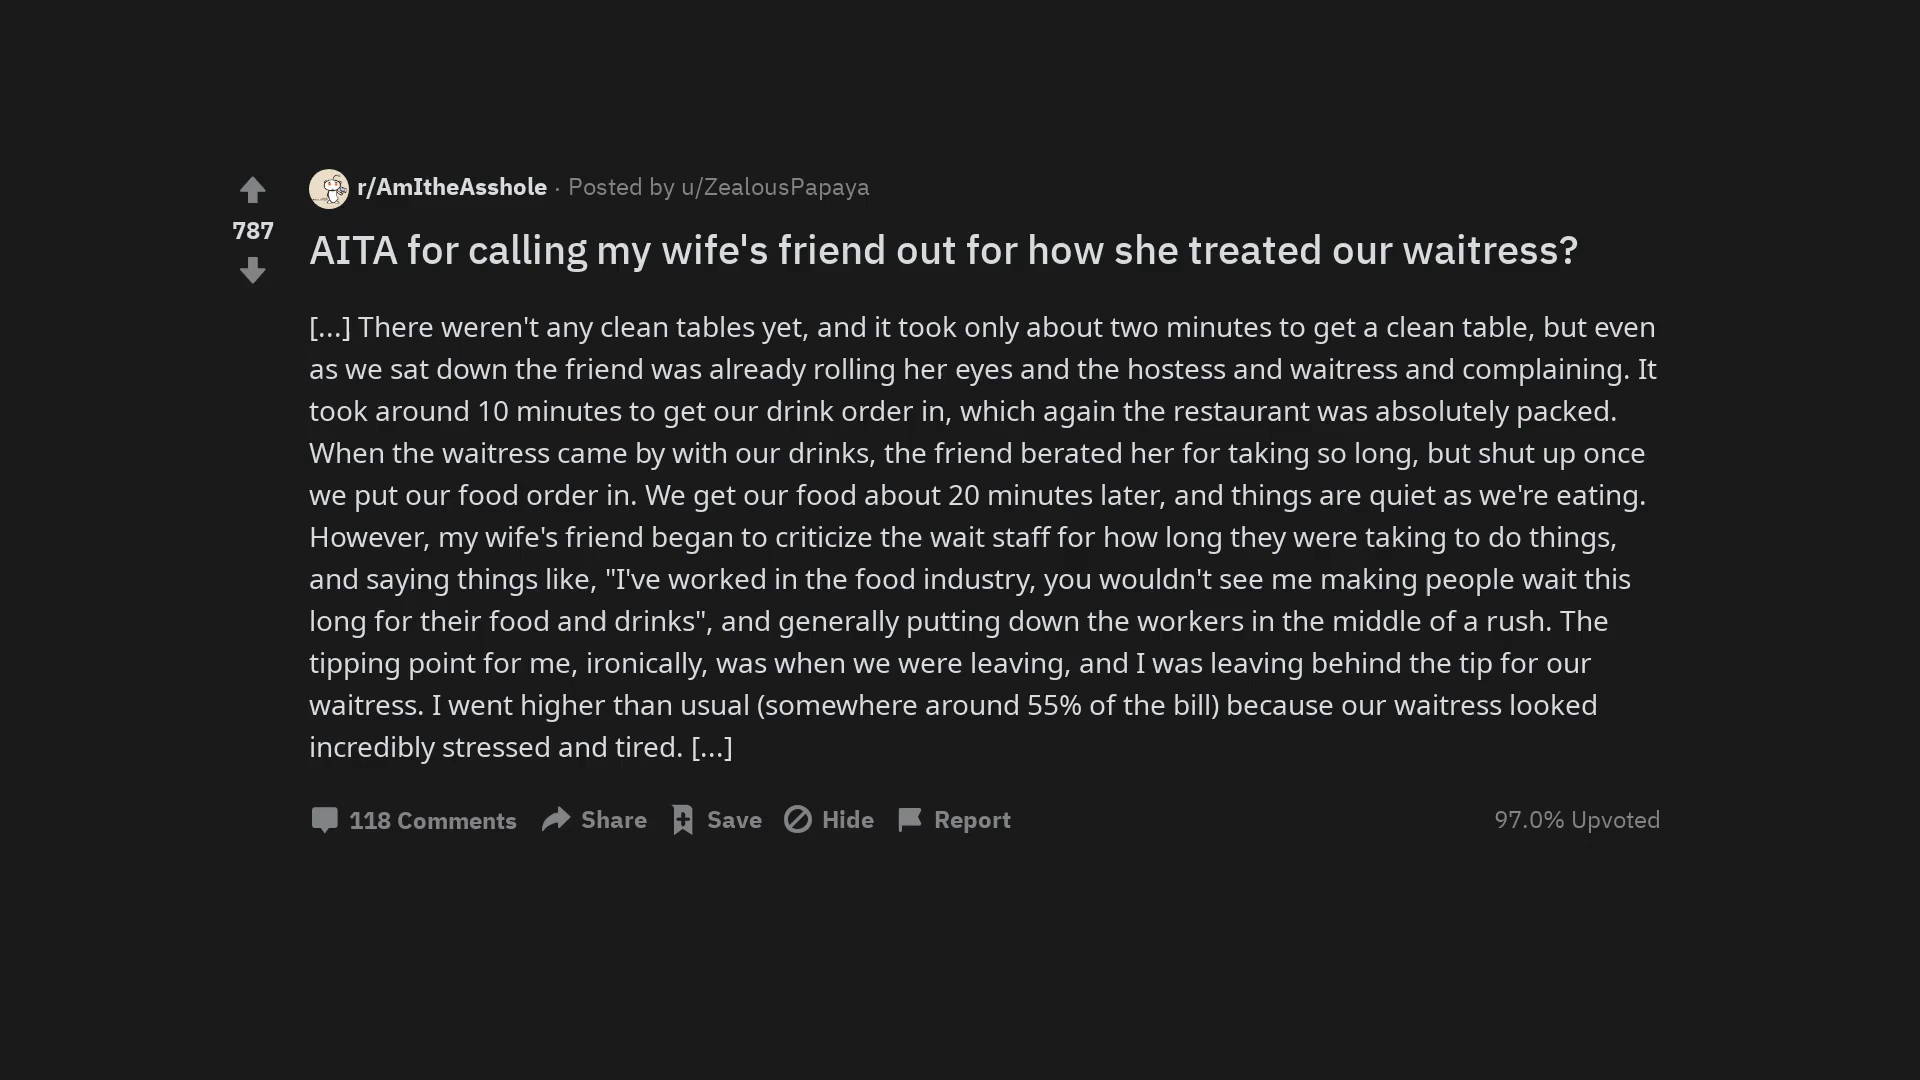 r/AmItheAsshole · Posted by u/ZealousPapaya
787
AITA for calling my wife's friend out for how she treated our waitress?
[...] There weren't any clean tables yet, and it took only about two minutes to get a clean table, but even
as we sat down the friend was already rolling her eyes and the hostess and waitress and complaining. It
took around 10 minutes to get our drink order in, which again the restaurant was absolutely packed.
When the waitress came by with our drinks, the friend berated her for taking so long, but shut up once
we put our food order in. We get our food about 20 minutes later, and things are quiet as we're eating.
However, my wife's friend began to criticize the wait staff for how long they were taking to do things,
and saying things like, "I've worked in the food industry, you wouldn't see me making people wait this
long for their food and drinks", and generally putting down the workers in the middle of a rush. The
tipping point for me, ironically, was when we were leaving, and I was leaving behind the tip for our
waitress. I went higher than usual (somewhere around 55% of the bill) because our waitress looked
incredibly stressed and tired. [...]
118 Comments Share Save Hide Report 97.0% Upvoted